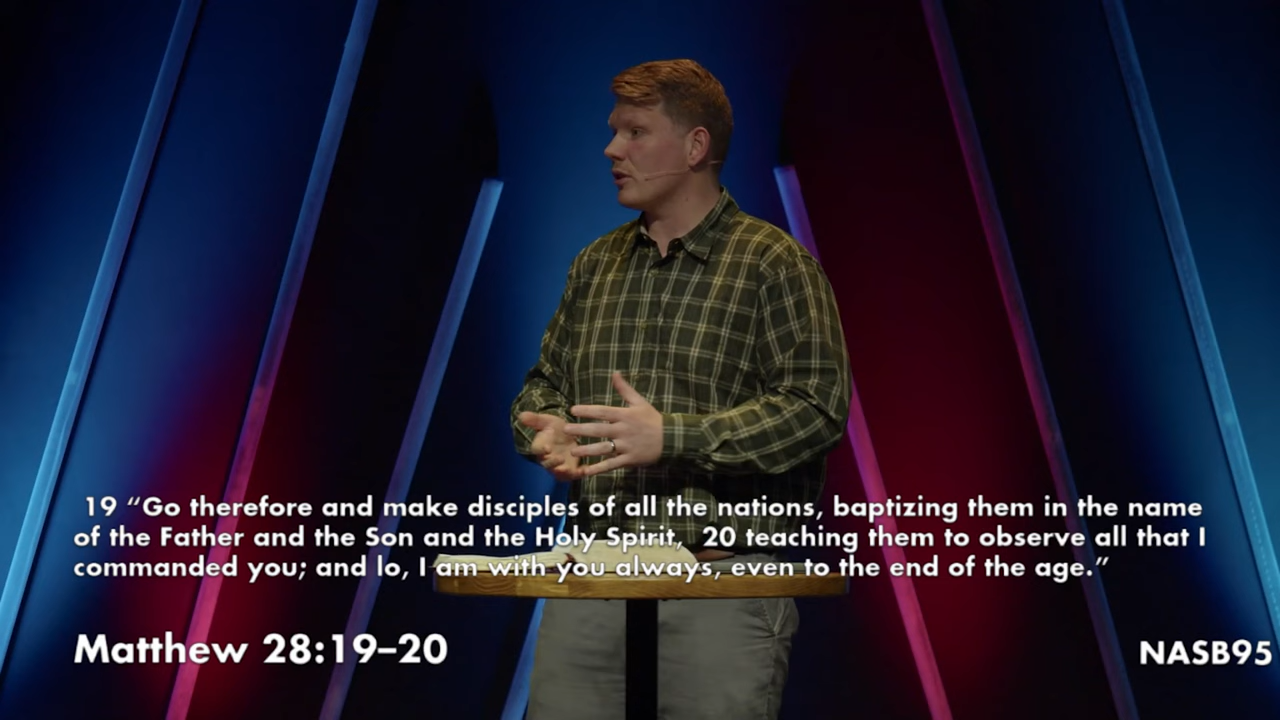 19 “Go therefore and make disciples of all the nations, baptizing them in the name
of the Father and the Son and the Holy Spirit, 20 teaching them to observe all that I
commanded you; and lo, I am with you always, even to the end of the age.”
Matthew 28:19–20
NASB95